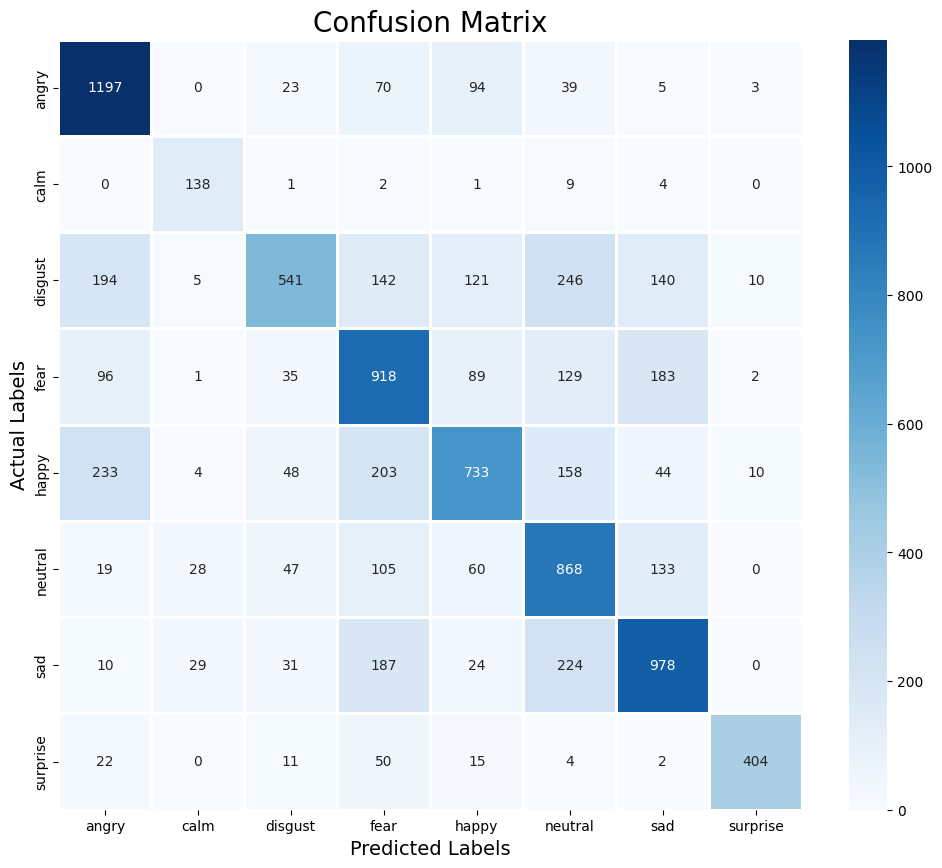 Confusion Matrix
angry 1197 0 23 70 94 39 5 3
calm 0 138 1 2 1 9 4 0
disgust 194 5 541 142 121 246 140 10
fear 96 1 35 918 89 129 183 2
happy 233 4 48 203 733 158 44 10
neutral 19 28 47 105 60 868 133 0
sad 10 29 31 187 24 224 978 0
surprise 22 0 11 50 15 4 2 404
angry calm disgust fear happy neutral sad surprise
Predicted Labels
Actual Labels
1000
800
600
400
200
0